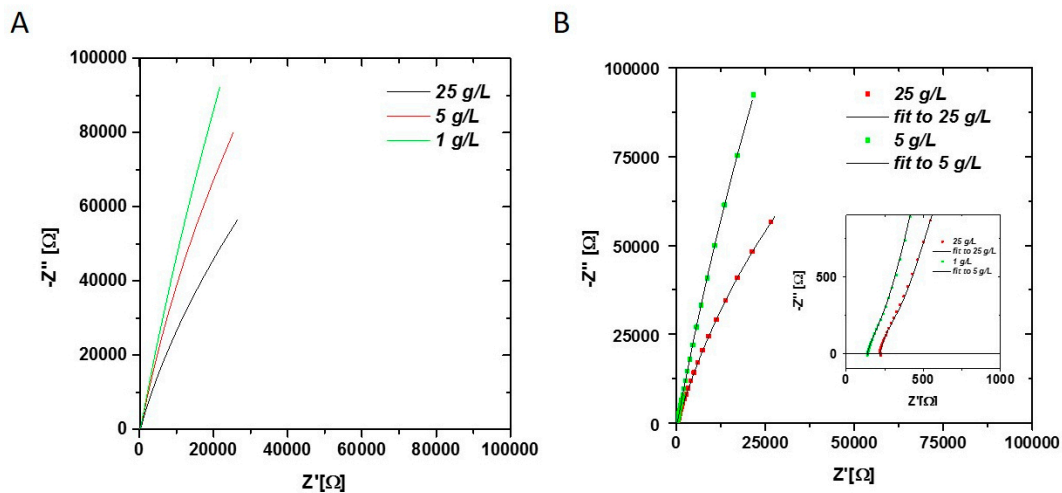 A
100000
80000
60000
40000
20000
0
-Z'' [Ω]
25 g/L
5 g/L
1 g/L
0 20000 40000 60000 80000 100000
Z'[Ω]
B
100000
75000
50000
25000
0
-Z'' [Ω]
25 g/L
fit to 25 g/L
5 g/L
fit to 5 g/L
500
0
-Z'' [Ω]
25 g/L
fit to 25 g/L
1 g/L
fit to 5 g/L
0 500 1000
Z'[Ω]
0 25000 50000 75000 100000
Z'[Ω]